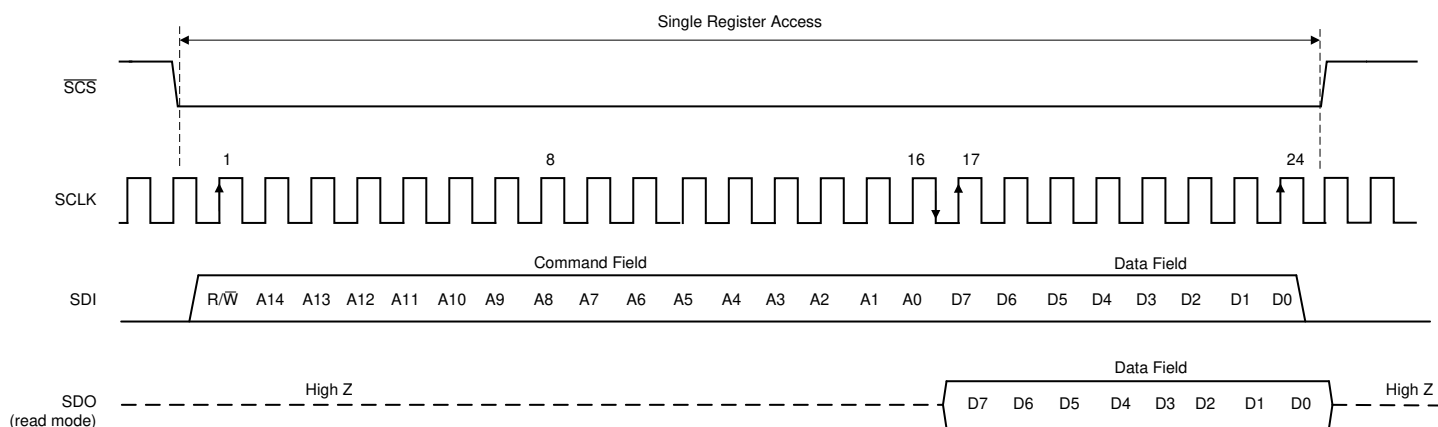 Single Register Access
SCS
1 8 16 17 24
SCLK
Command Field Data Field
SDI R/W A14 A13 A12 A11 A10 A9 A8 A7 A6 A5 A4 A3 A2 A1 A0 D7 D6 D5 D4 D3 D2 D1 D0
Data Field
High Z High Z
SDO D7 D6 D5 D4 D3 D2 D1 D0
(read mode)